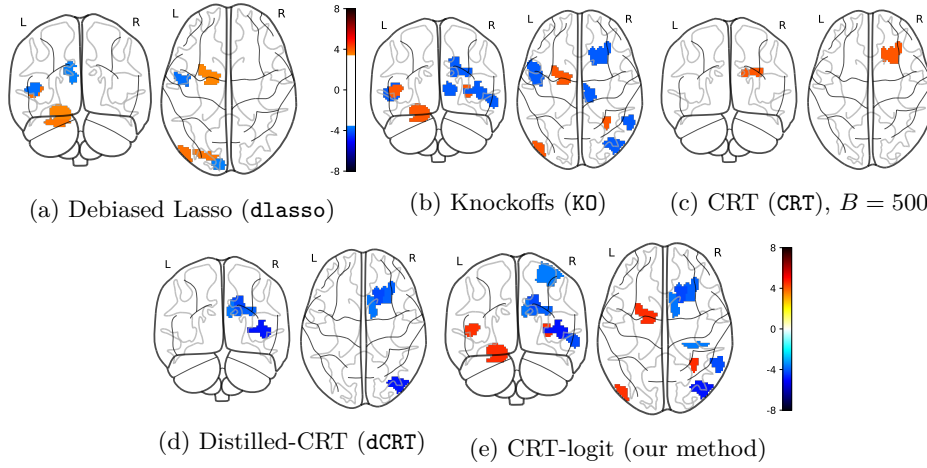 L R L R
8
4
0
-4
-8
L R L R
L R L R
(a) Debiased Lasso (dlasso)
(b) Knockoffs (KO)
(c) CRT (CRT), B = 500
L R L R
L R L R
8
4
0
-4
-8
(d) Distilled-CRT (dCRT)
(e) CRT-logit (our method)